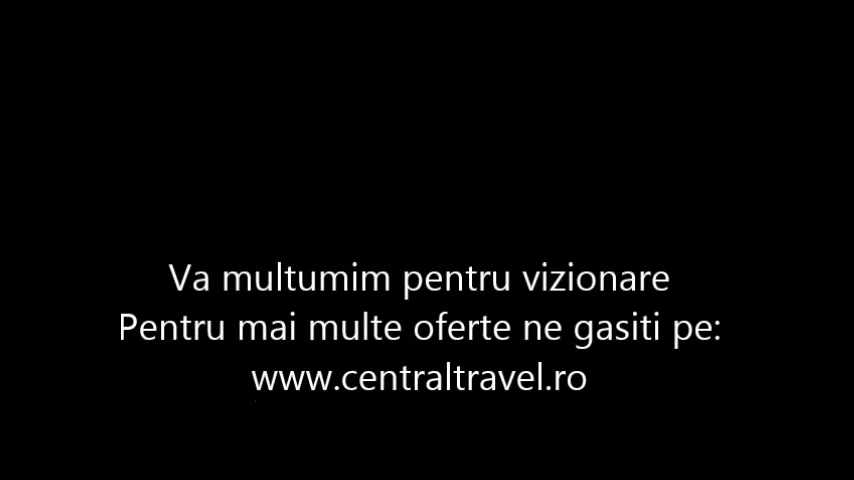 Va multumim pentru vizionare
Pentru mai multe oferte ne gasiti pe:
www.centraltravel.ro